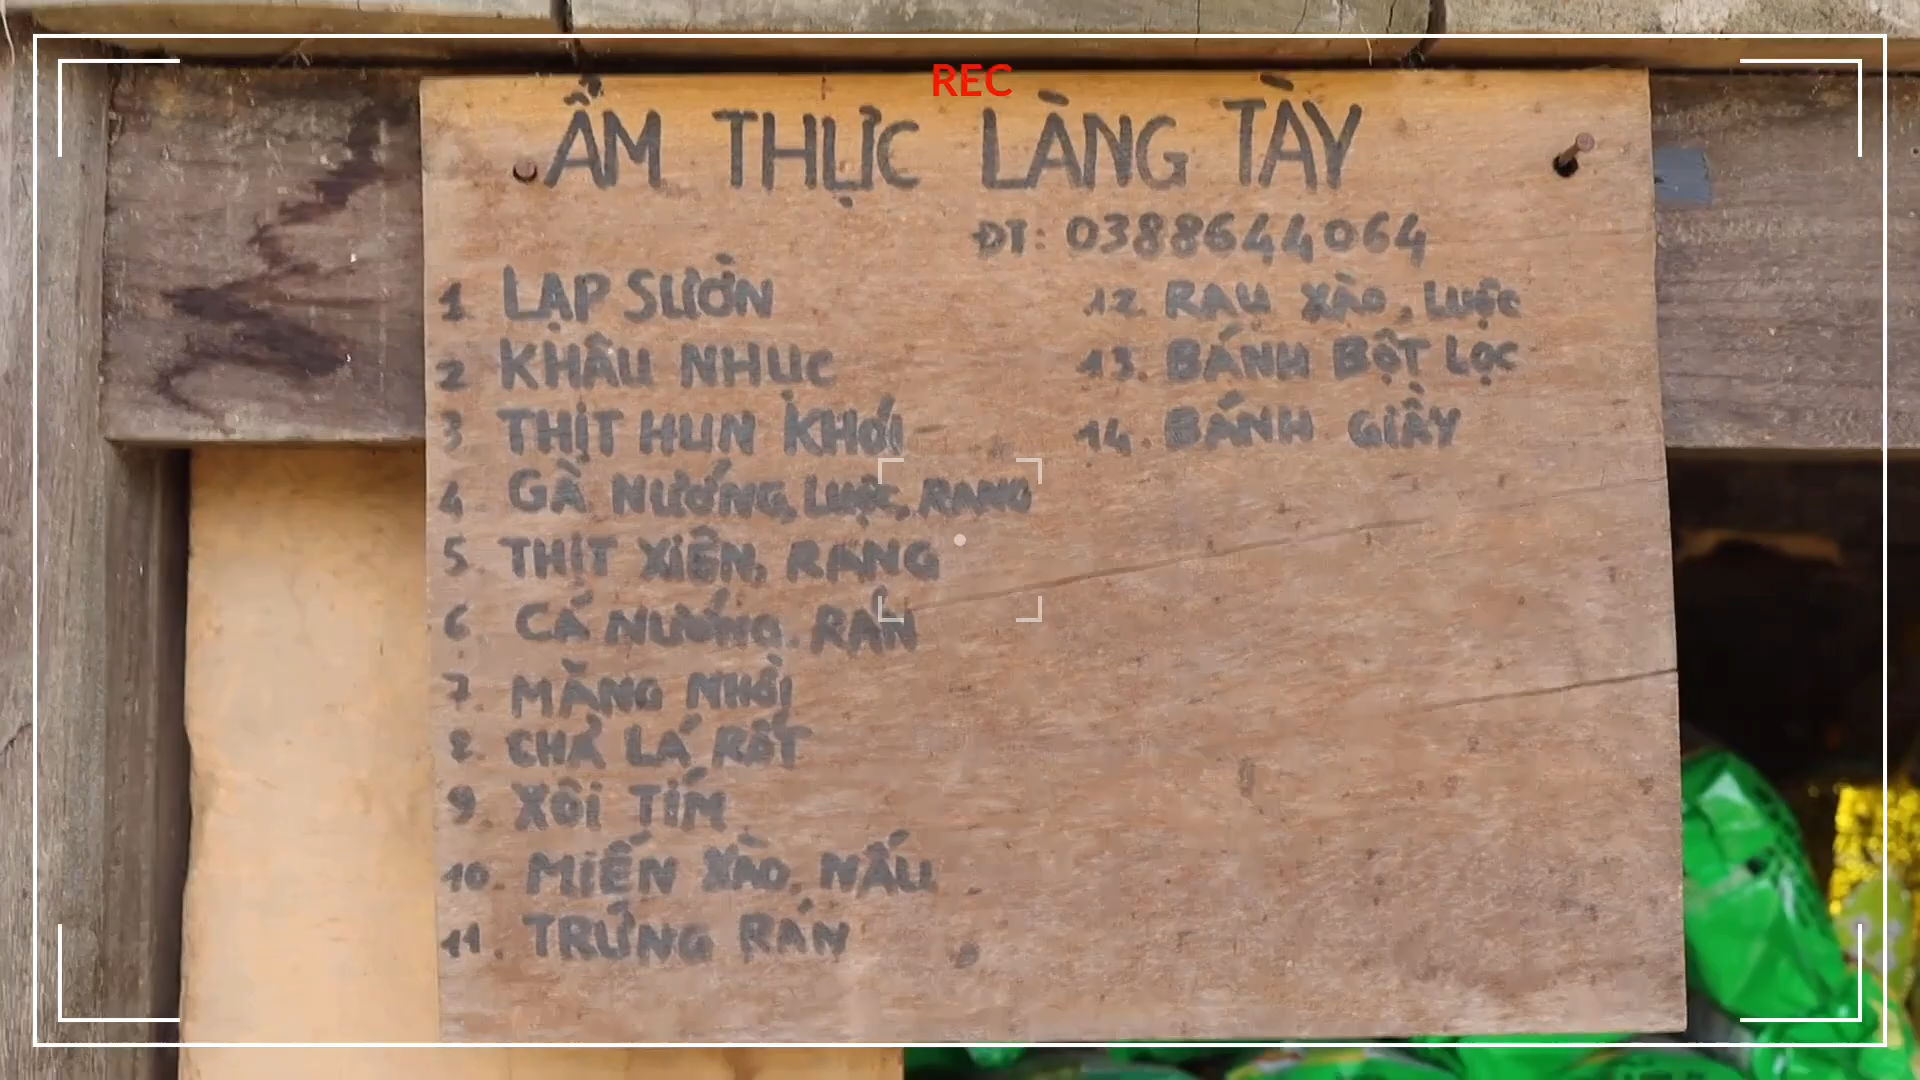 REC
ẨM THỰC LÀNG TÀY
ĐT: 0388644064
1 LẠP SƯỜN
2 KHÂU NHỤC
3 THỊT HUN KHÓI
4 GÀ NƯỚNG, LUỘC, RANG
5. THỊT XIÊN, RANG
6. CÁ NƯỚNG, RÁN
7. MĂNG NHỒI
8. CHẢ LÁ RỐT
9. XÔI TÍM
10. MIẾN XÀO, NẤU
11. TRỨNG RÁN
12. RAU XÀO, LUỘC
13. BÁNH BỘT LỌC
14. BÁNH GIẦY